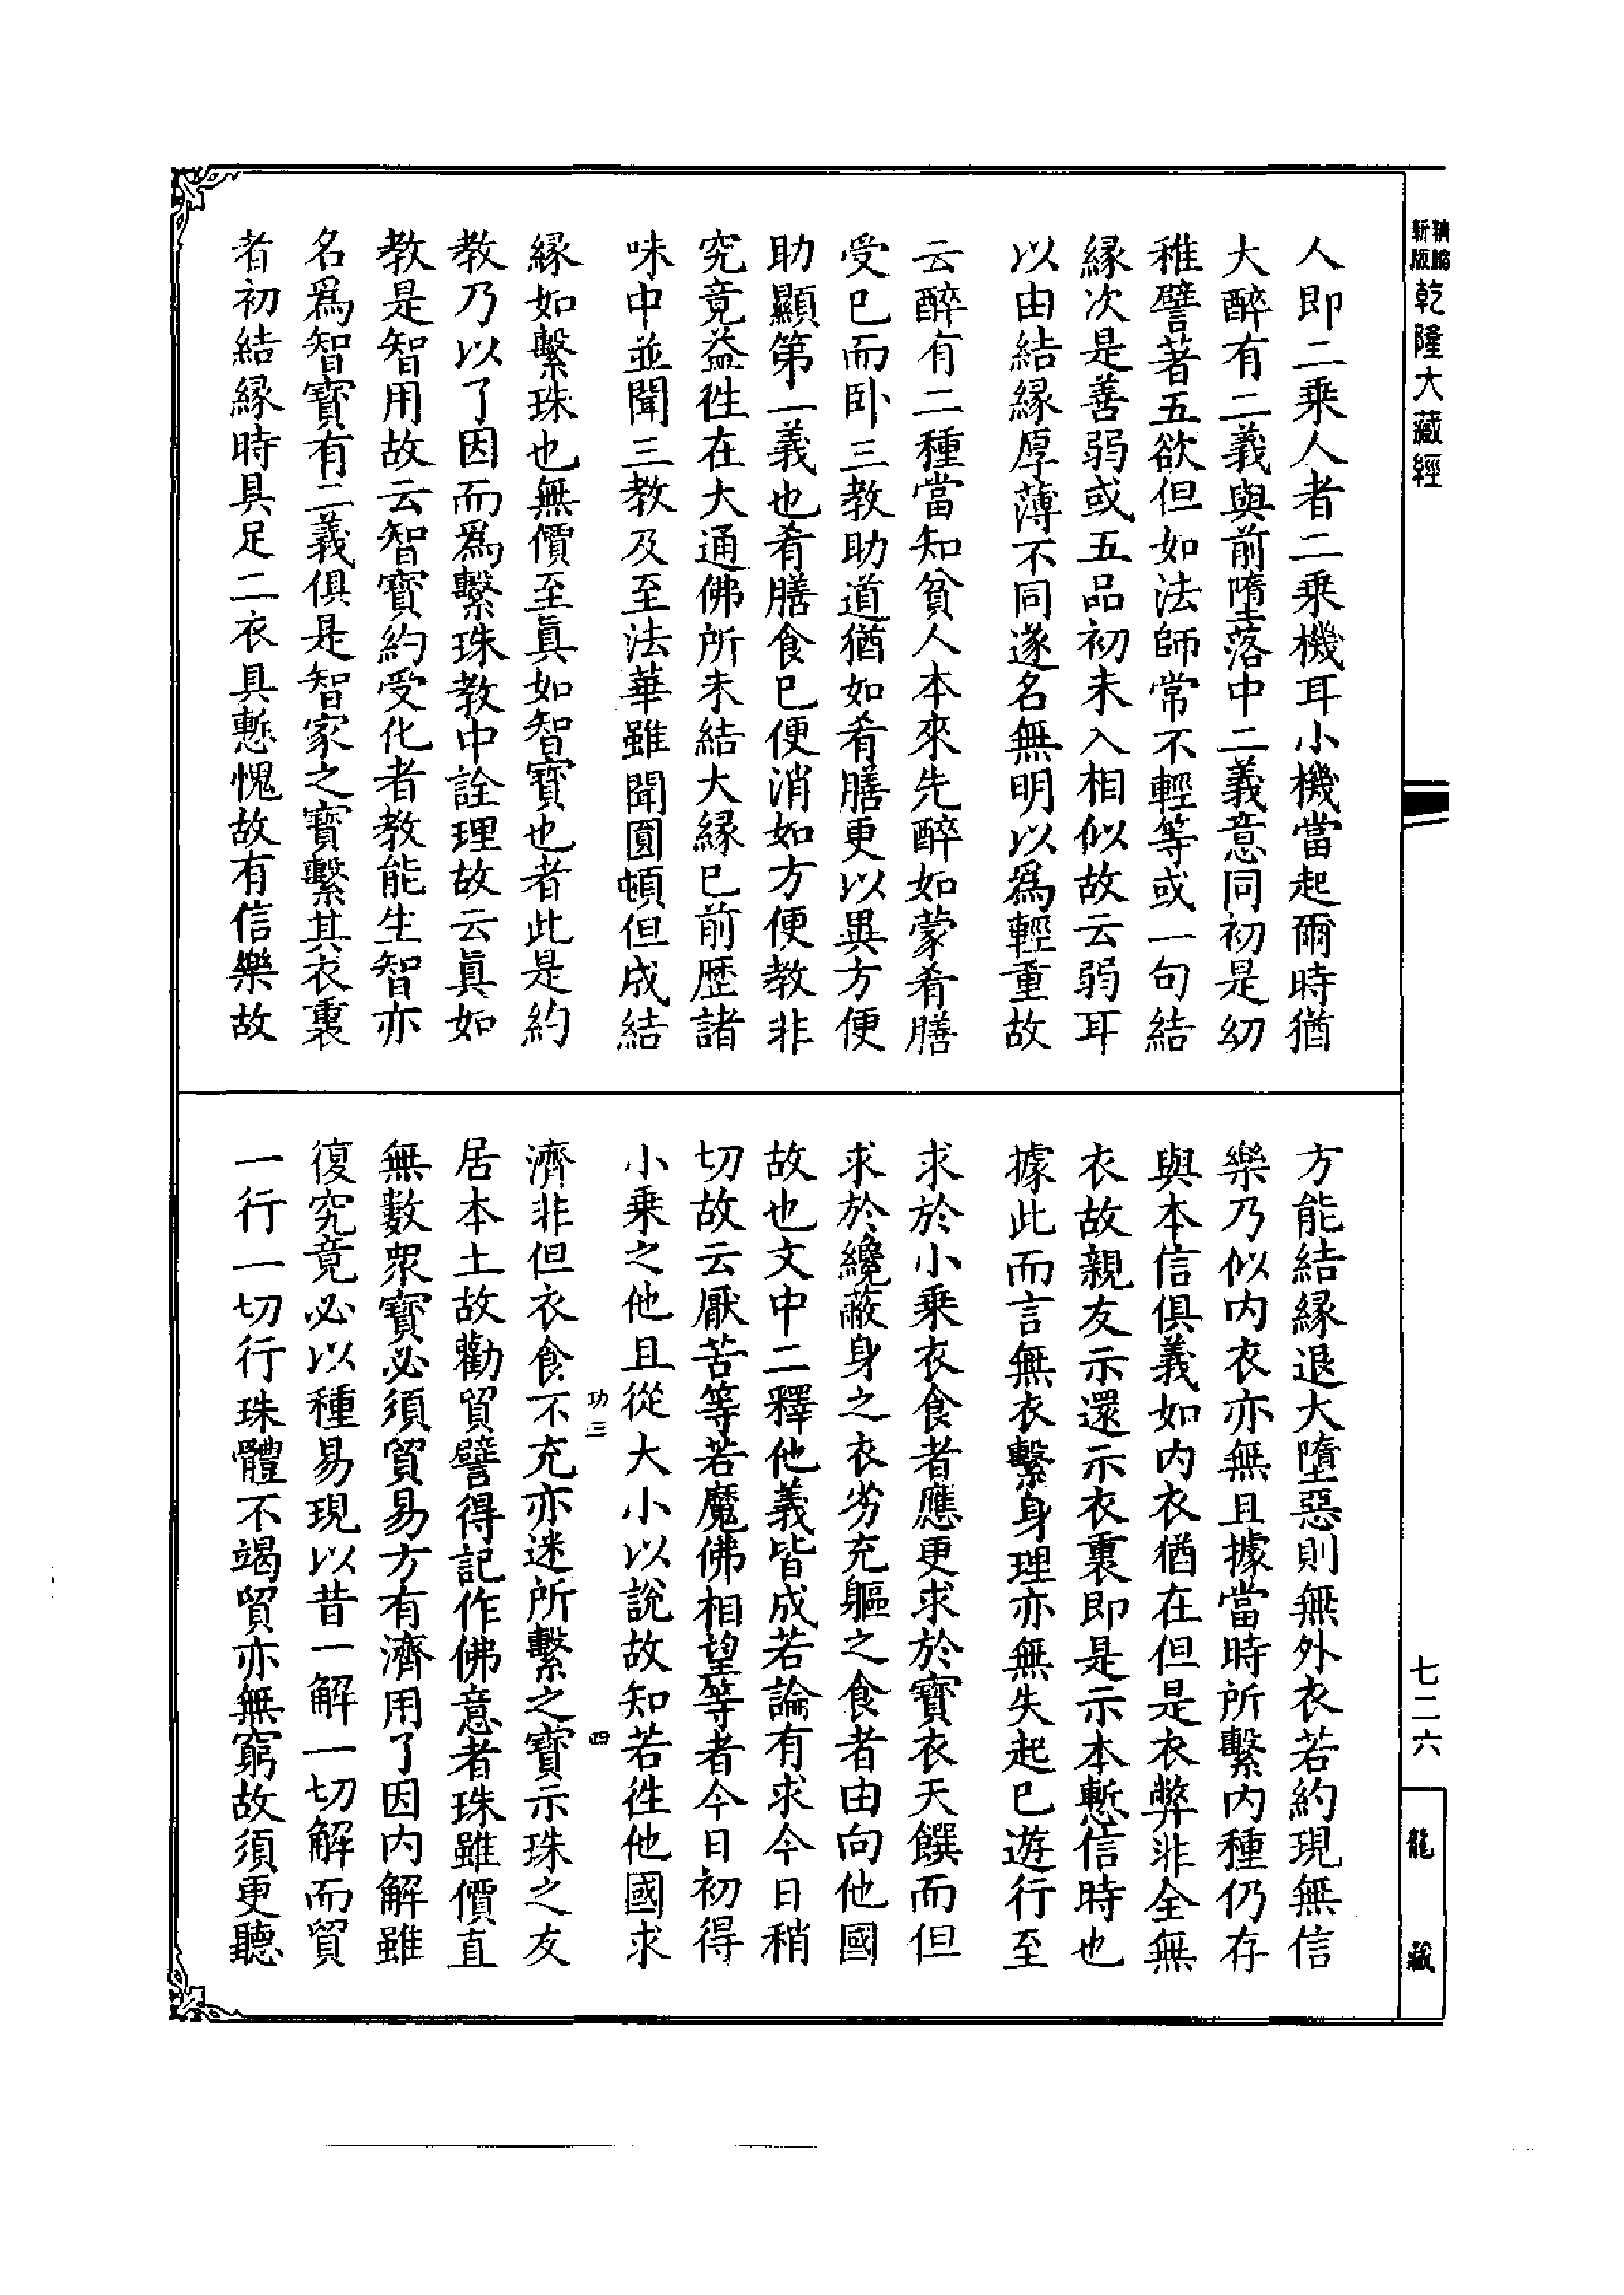 新版
精縮
乾隆大藏經
人即二乘人者二乘機耳小機當起爾時猶
大醉有二義與前墮落中二義意同初是幼
稚譬著五欲但如法師常不輕等或一句結
緣次是善弱或五品初未入相似故云弱耳
以由結緣厚薄不同遂名無明以爲輕重故
云醉有二種當知貧人本來先醉如蒙肴膳
受已而卧三教助道猶如肴膳更以異方便
助顯第一義也肴膳食已便消如方便教非
究竟益徃在大通佛所未結大緣已前歷諸
味中並聞三教及至法華雖聞圓頓但成結
緣如繫珠也無價至眞如智寶也者此是約
教乃以了因而爲繫珠教中詮理故云眞如
教是智用故云智寶約受化者教能生智亦
名爲智寶有二義俱是智家之寶繫其衣裏
者初結緣時具足二衣具慙愧故有信樂故
方能結緣退大墮惡則無外衣若約現無信
樂乃似内衣亦無且據當時所繫内種仍存
與本信俱義如内衣猶在但是衣弊非全無
衣故親友示還示衣裏即是示本慙信時也
據此而言無衣繫身理亦無失起已遊行至
求於小乘衣食者應更求於寶衣天饌而但
求於纔蔽身之衣劣充軀之食者由向他國
故也文中二釋他義皆成若論有求今日稍
切故云厭苦等若魔佛相望等者今日初得
小乘之他且從大小以說故知若徃他國求
濟非但衣食不充亦迷所繫之寶示珠之友
居本土故勸貿譬得記作佛意者珠雖價直
無數衆寶必須貿易方有濟用了因内解雖
復究竟必以種易現以昔一解一切解而貿
一行一切行珠體不竭貿亦無窮故須更聽
功三
四
七二六
龍藏